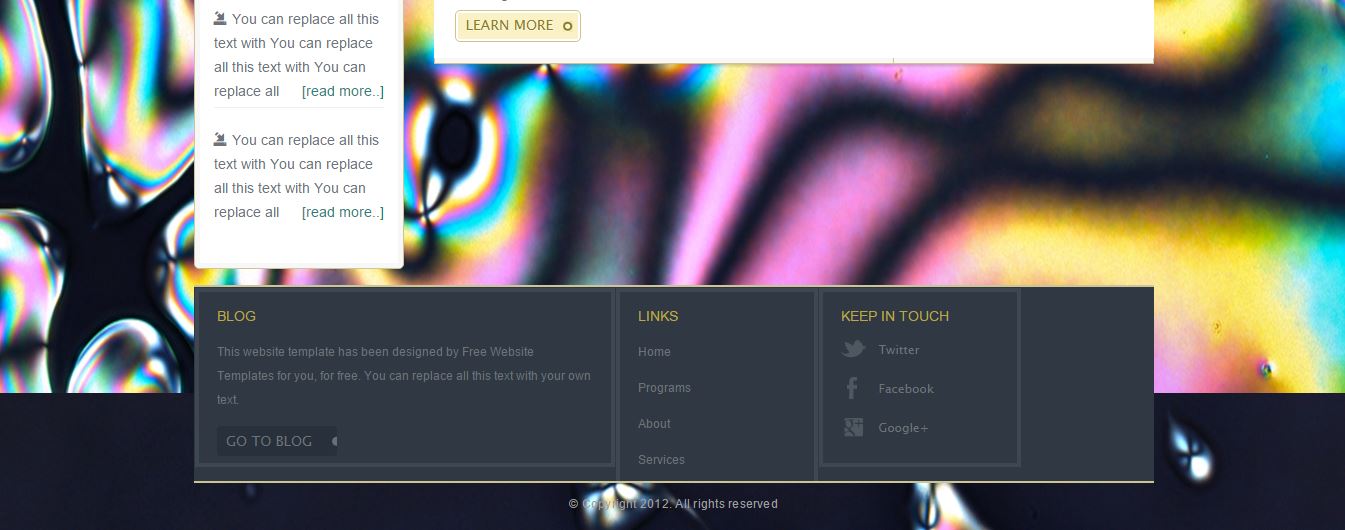 You can replace all this
text with You can replace
all this text with You can
replace all [read more..]
You can replace all this
text with You can replace
all this text with You can
replace all [read more..]
LEARN MORE
BLOG
This website template has been designed by Free Website
Templates for you, for free. You can replace all this text with your own
text.
GO TO BLOG
LINKS
Home
Programs
About
Services
KEEP IN TOUCH
Twitter
Facebook
Google+
© Copyright 2012. All rights reserved